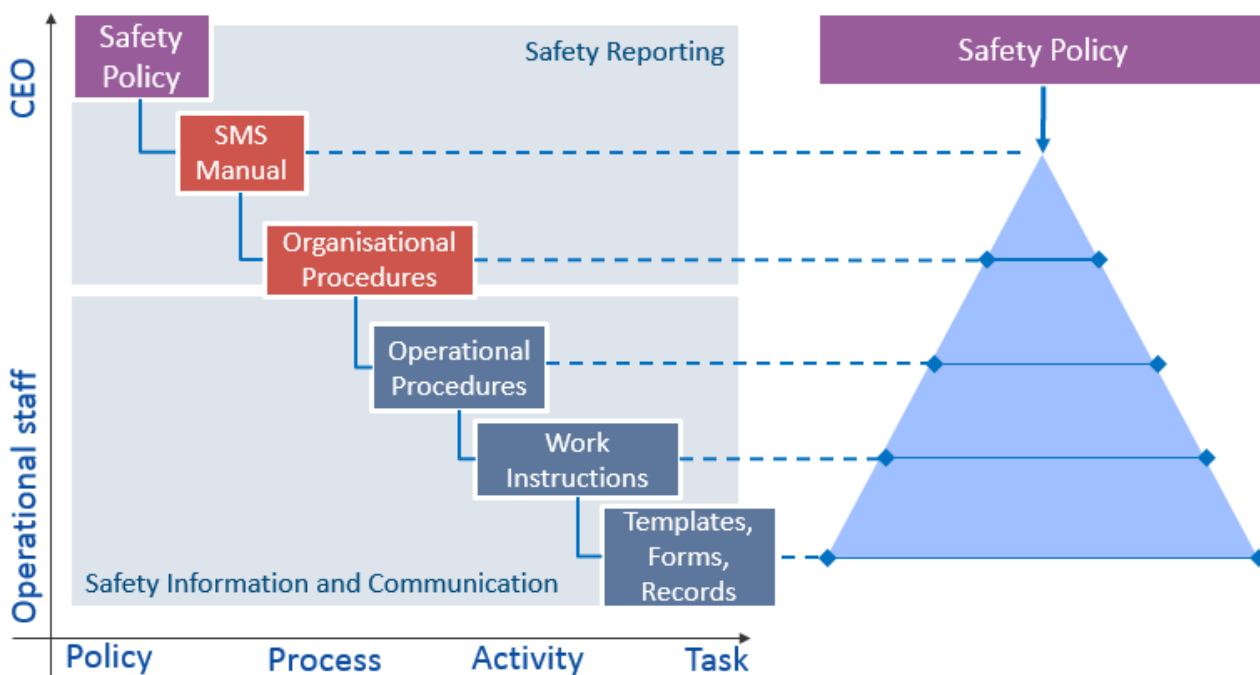 Safety
Policy
Safety Reporting
Safety Policy
CEO
SMS
Manual
Organisational
Procedures
Operational
Procedures
Operational staff
Work
Instructions
Templates,
Forms,
Records
Safety Information and Communication
Policy
Process
Activity
Task